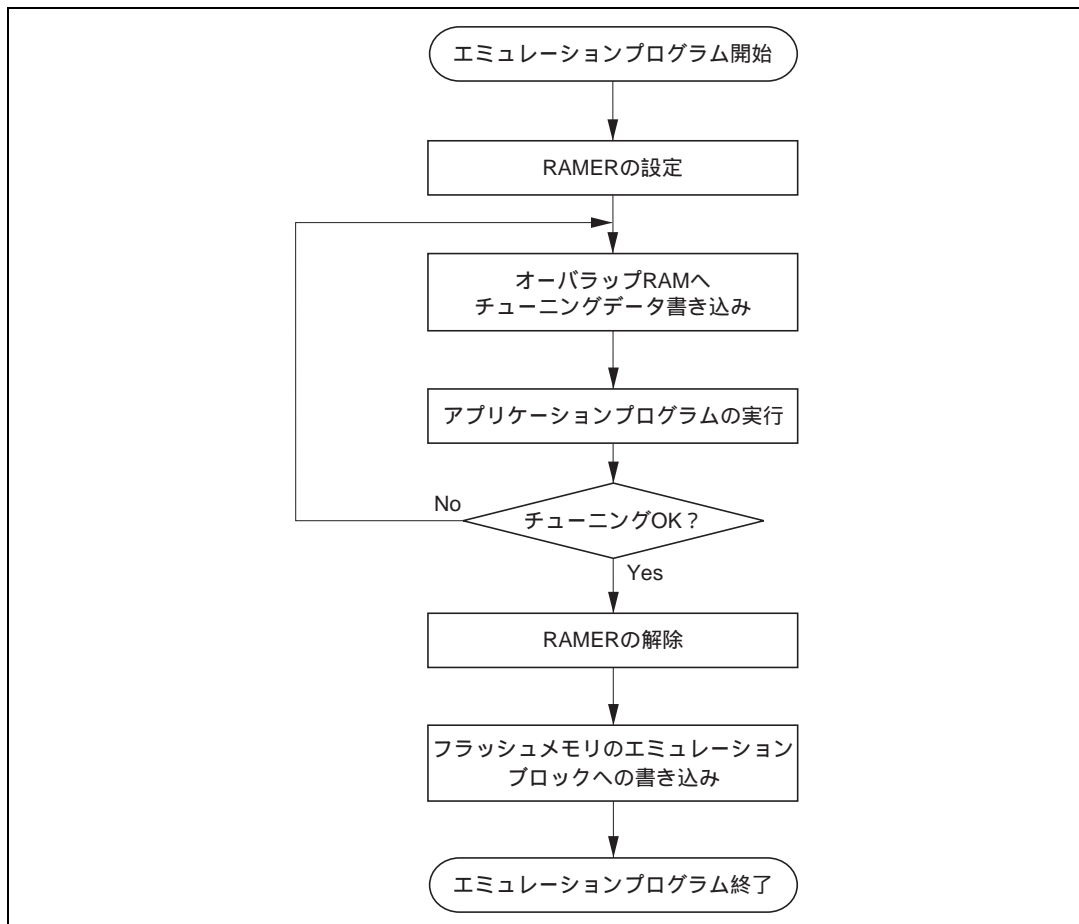 エミュレーションプログラム開始
RAMERの設定
オーバラップRAMへ
チューニングデータ書き込み
アプリケーションプログラムの実行
No
チューニングOK？
Yes
RAMERの解除
フラッシュメモリのエミュレーション
ブロックへの書き込み
エミュレーションプログラム終了